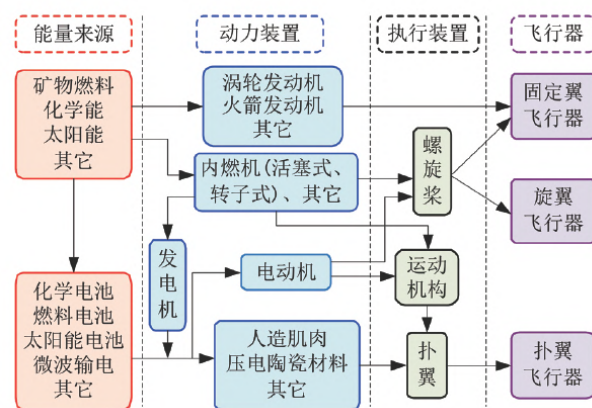 能量来源
动力装置
执行装置
飞行器
矿物燃料
化学能
太阳能
其它
涡轮发动机
火箭发动机
其它
固定翼
飞行器
内燃机(活塞式、
转子式)、其它
螺
旋
桨
旋翼
飞行器
发
电
机
电动机
运动
机构
化学电池
燃料电池
太阳能电池
微波输电
其它
人造肌肉
压电陶瓷材料
其它
扑
翼
扑翼
飞行器